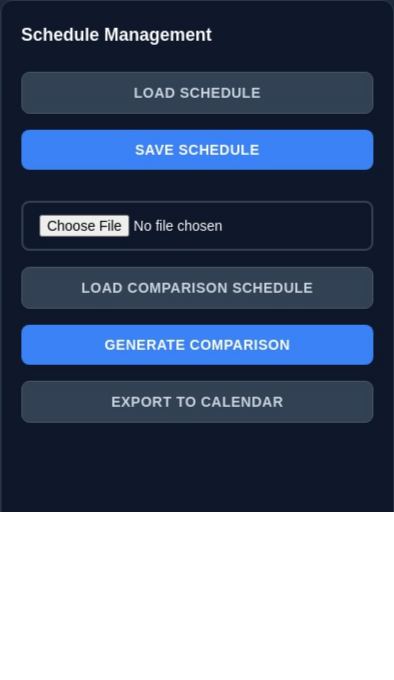 Schedule Management
LOAD SCHEDULE
SAVE SCHEDULE
Choose File No file chosen
LOAD COMPARISON SCHEDULE
GENERATE COMPARISON
EXPORT TO CALENDAR